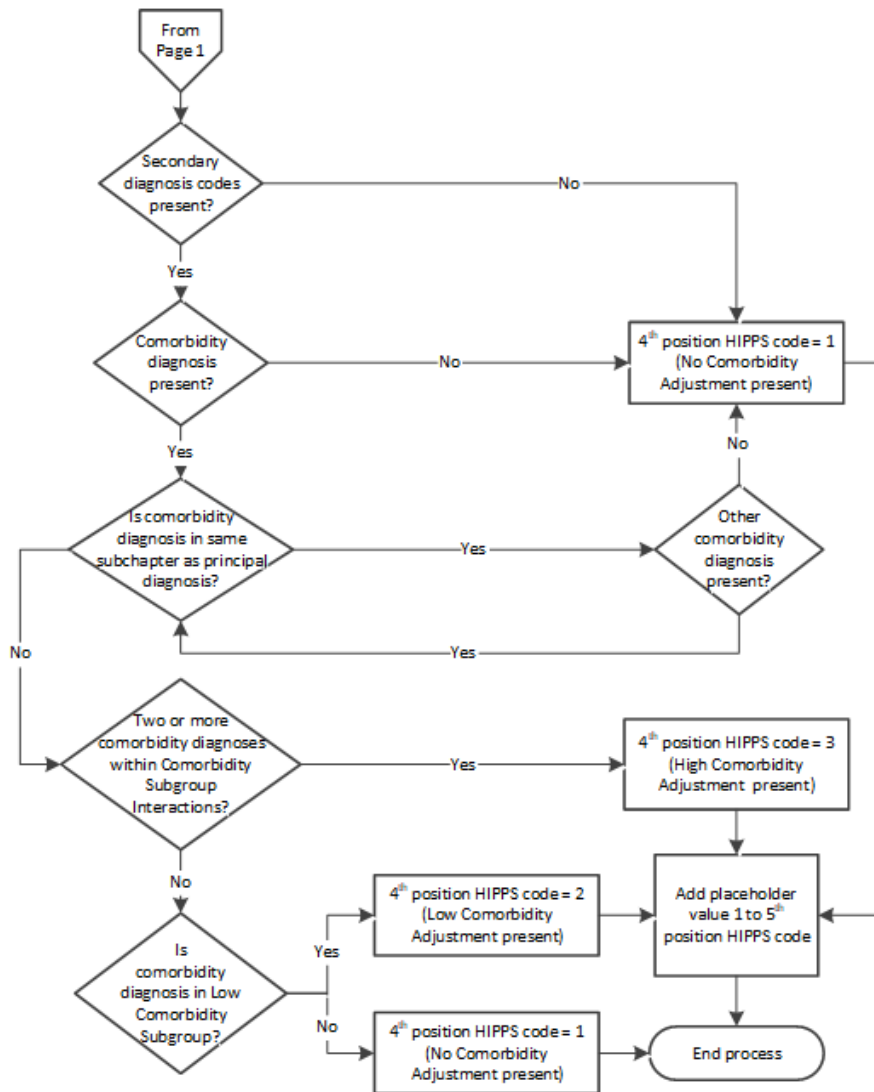 From
Page 1
Secondary
diagnosis codes
present?
No
Yes
Comorbidity
diagnosis
present?
No
4th position HIPPS code = 1
(No Comorbidity
Adjustment present)
Yes
No
Is comorbidity
diagnosis in same
subchapter as principal
diagnosis?
Yes
Other
comorbidity
diagnosis
present?
No
Yes
Two or more
comorbidity diagnoses
within Comorbidity
Subgroup
Interactions?
Yes
4th position HIPPS code = 3
(High Comorbidity
Adjustment present)
No
4th position HIPPS code = 2
(Low Comorbidity
Adjustment present)
Add placeholder
value 1 to 5th
position HIPPS code
Is
comorbidity
diagnosis in Low
Comorbidity
Subgroup?
Yes
No
4th position HIPPS code = 1
(No Comorbidity
Adjustment present)
End process